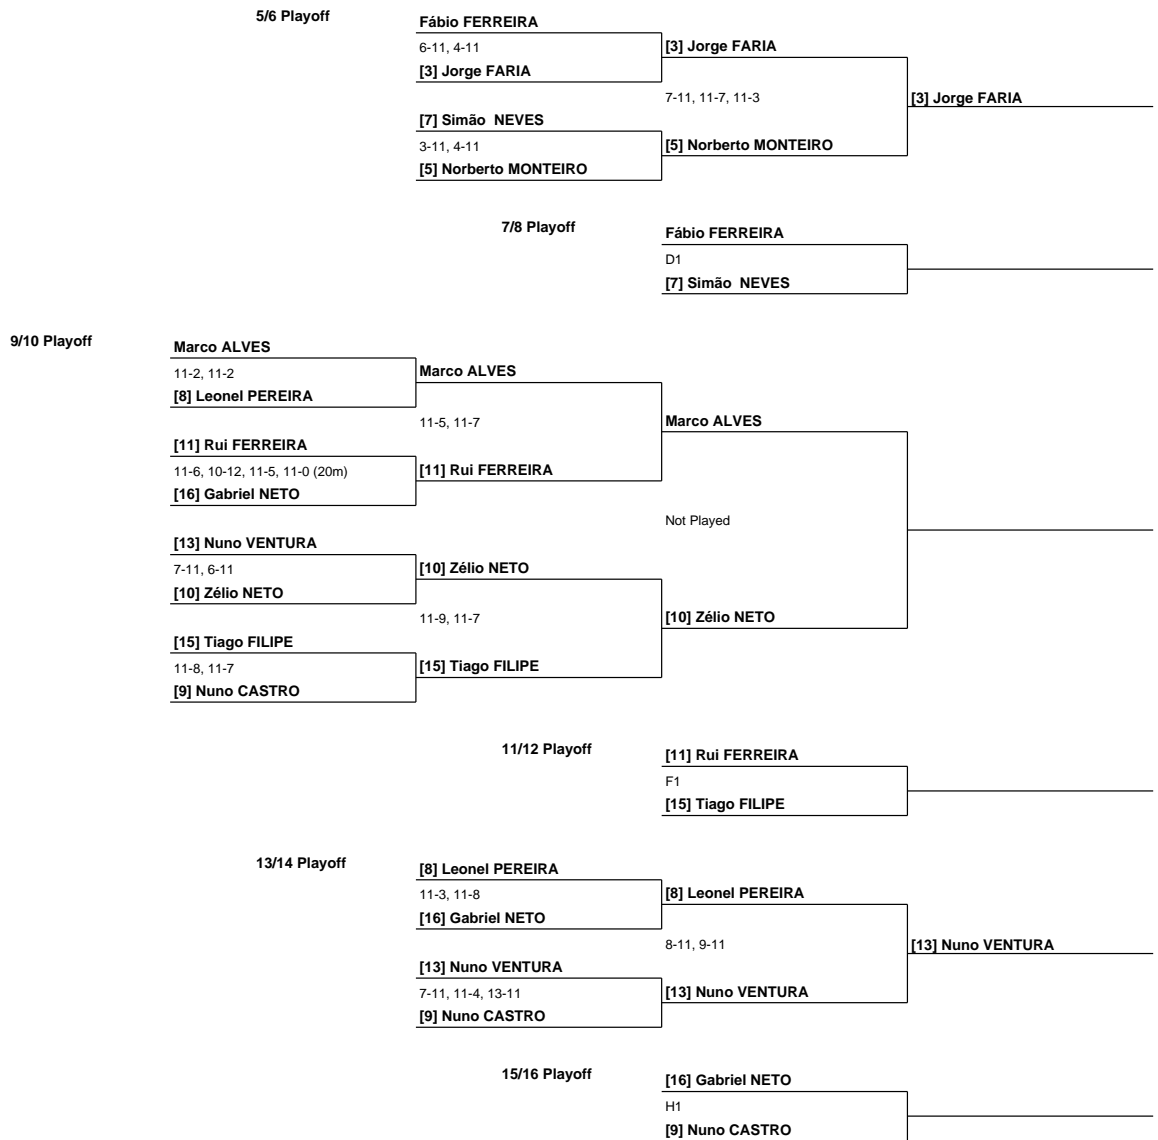 5/6 Playoff
Fábio FERREIRA
6-11, 4-11
[3] Jorge FARIA
[3] Jorge FARIA
7-11, 11-7, 11-3
[3] Jorge FARIA
[7] Simão  NEVES
3-11, 4-11
[5] Norberto MONTEIRO
[5] Norberto MONTEIRO
7/8 Playoff
Fábio FERREIRA
D1
[7] Simão  NEVES
9/10 Playoff
Marco ALVES
11-2, 11-2
Marco ALVES
[8] Leonel PEREIRA
11-5, 11-7
Marco ALVES
[11] Rui FERREIRA
11-6, 10-12, 11-5, 11-0 (20m)
[11] Rui FERREIRA
[16] Gabriel NETO
Not Played
[13] Nuno VENTURA
7-11, 6-11
[10] Zélio NETO
[10] Zélio NETO
11-9, 11-7
[10] Zélio NETO
[15] Tiago FILIPE
11-8, 11-7
[15] Tiago FILIPE
[9] Nuno CASTRO
11/12 Playoff
[11] Rui FERREIRA
F1
[15] Tiago FILIPE
13/14 Playoff
[8] Leonel PEREIRA
11-3, 11-8
[8] Leonel PEREIRA
[16] Gabriel NETO
8-11, 9-11
[13] Nuno VENTURA
[13] Nuno VENTURA
7-11, 11-4, 13-11
[13] Nuno VENTURA
[9] Nuno CASTRO
15/16 Playoff
[16] Gabriel NETO
H1
[9] Nuno CASTRO